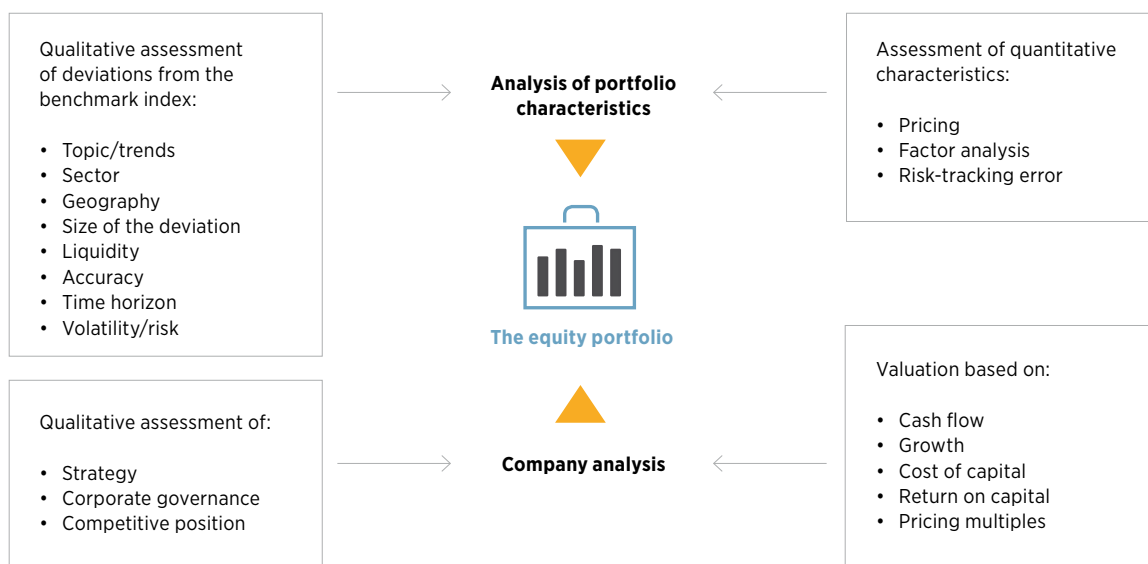 Qualitative assessment
of deviations from the
benchmark index:
• Topic/trends
• Sector
• Geography
• Size of the deviation
• Liquidity
• Accuracy
• Time horizon
• Volatility/risk
Analysis of portfolio
characteristics
Assessment of quantitative
characteristics:
• Pricing
• Factor analysis
• Risk-tracking error
The equity portfolio
Qualitative assessment of:
• Strategy
• Corporate governance
• Competitive position
Company analysis
Valuation based on:
• Cash flow
• Growth
• Cost of capital
• Return on capital
• Pricing multiples